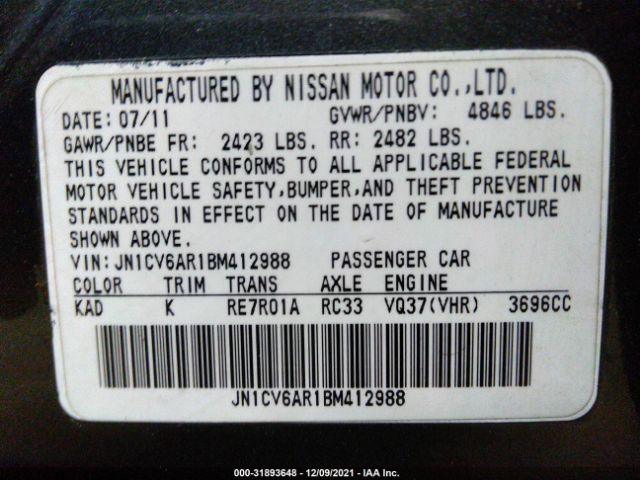 MANUFACTURED BY NISSAN MOTOR CO.,LTD.
DATE: 07/11 GVWR/PNBV: 4846 LBS.
GAWR/PNBE FR: 2423 LBS. RR: 2482 LBS.
THIS VEHICLE CONFORMS TO ALL APPLICABLE FEDERAL
MOTOR VEHICLE SAFETY,BUMPER,AND THEFT PREVENTION
STANDARDS IN EFFECT ON THE DATE OF MANUFACTURE
SHOWN ABOVE.
VIN: JN1CV6AR1BM412988 PASSENGER CAR
COLOR TRIM TRANS AXLE ENGINE
KAD K RE7R01A RC33 VQ37(VHR) 3696CC
JN1CV6AR1BM412988
000-31893648 - 12/09/2021 - IAA Inc.